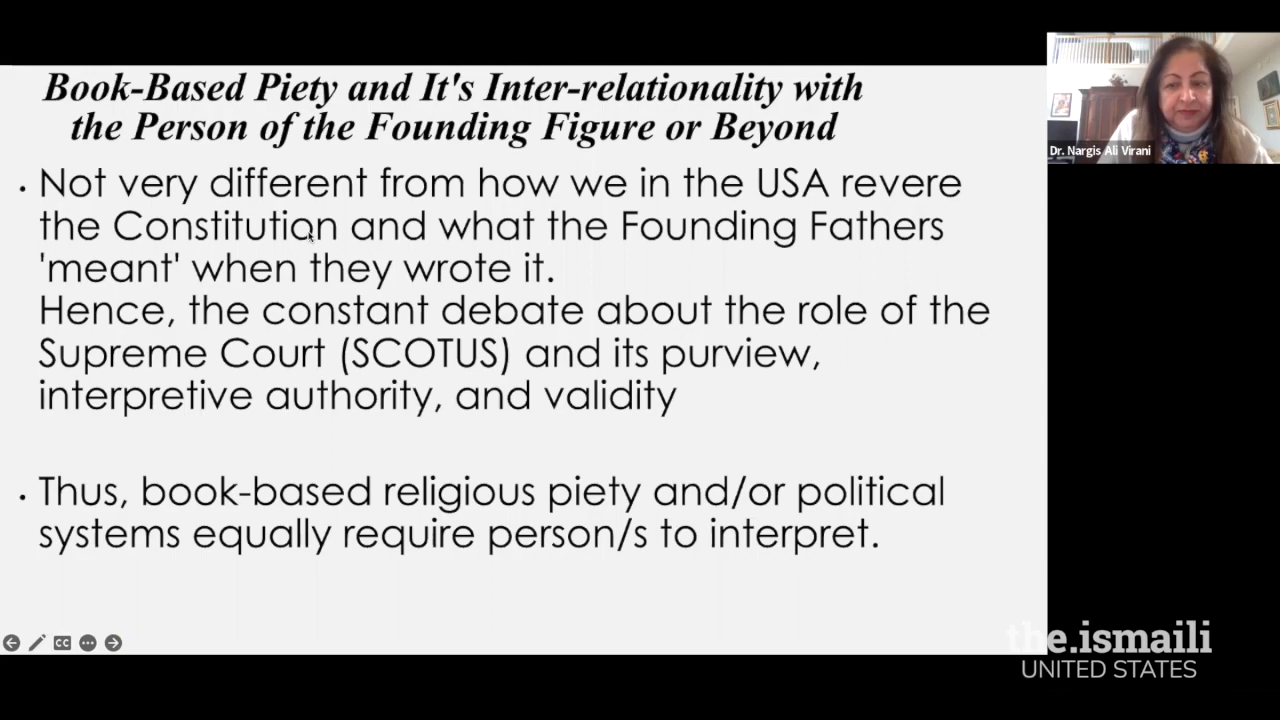 Book-Based Piety and It's Inter-relationality with
the Person of the Founding Figure or Beyond
• Not very different from how we in the USA revere
the Constitution and what the Founding Fathers
'meant' when they wrote it.
Hence, the constant debate about the role of the
Supreme Court (SCOTUS) and its purview,
interpretive authority, and validity
• Thus, book-based religious piety and/or political
systems equally require person/s to interpret.
Dr. Nargis Ali Virani
CC
the.ismaili
UNITED STATES